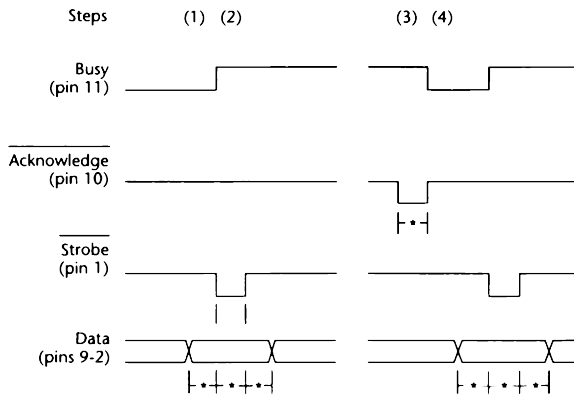 Steps (1) (2) (3) (4)
Busy
(pin 11)
Acknowledge
(pin 10)
*
Strobe
(pin 1)
Data
(pins 9-2)
* * * * * *